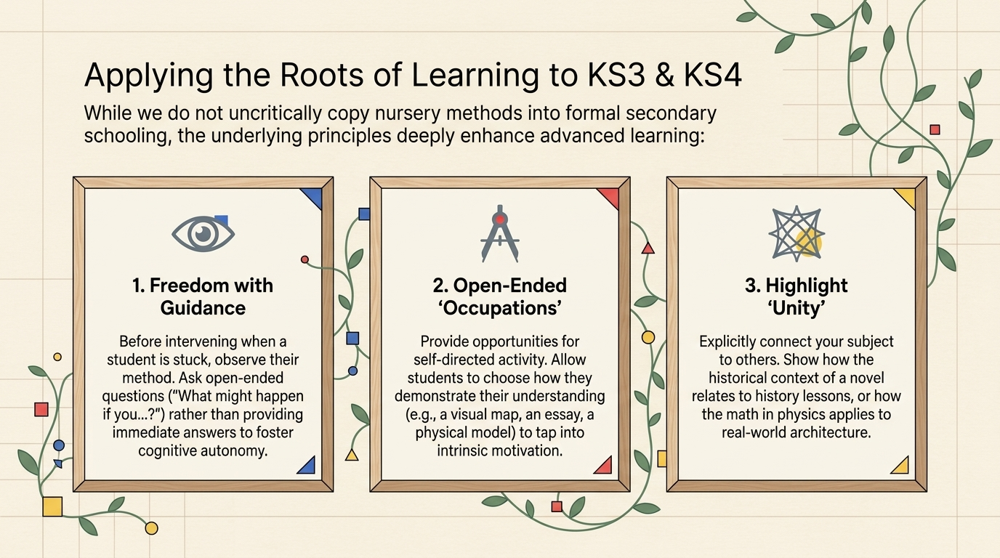 Applying the Roots of Learning to KS3 & KS4
While we do not uncritically copy nursery methods into formal secondary
schooling, the underlying principles deeply enhance advanced learning:
1. Freedom with
Guidance
Before intervening when a
student is stuck, observe their
method. Ask open-ended
questions (“What might happen
if you...?”) rather than providing
immediate answers to foster
cognitive autonomy.
2. Open-Ended
‘Occupations’
Provide opportunities for
self-directed activity. Allow
students to choose how they
demonstrate their understanding
(e.g., a visual map, an essay, a
physical model) to tap into
intrinsic motivation.
3. Highlight
‘Unity’
Explicitly connect your subject
to others. Show how the
historical context of a novel
relates to history lessons, or how
the math in physics applies to
real-world architecture.